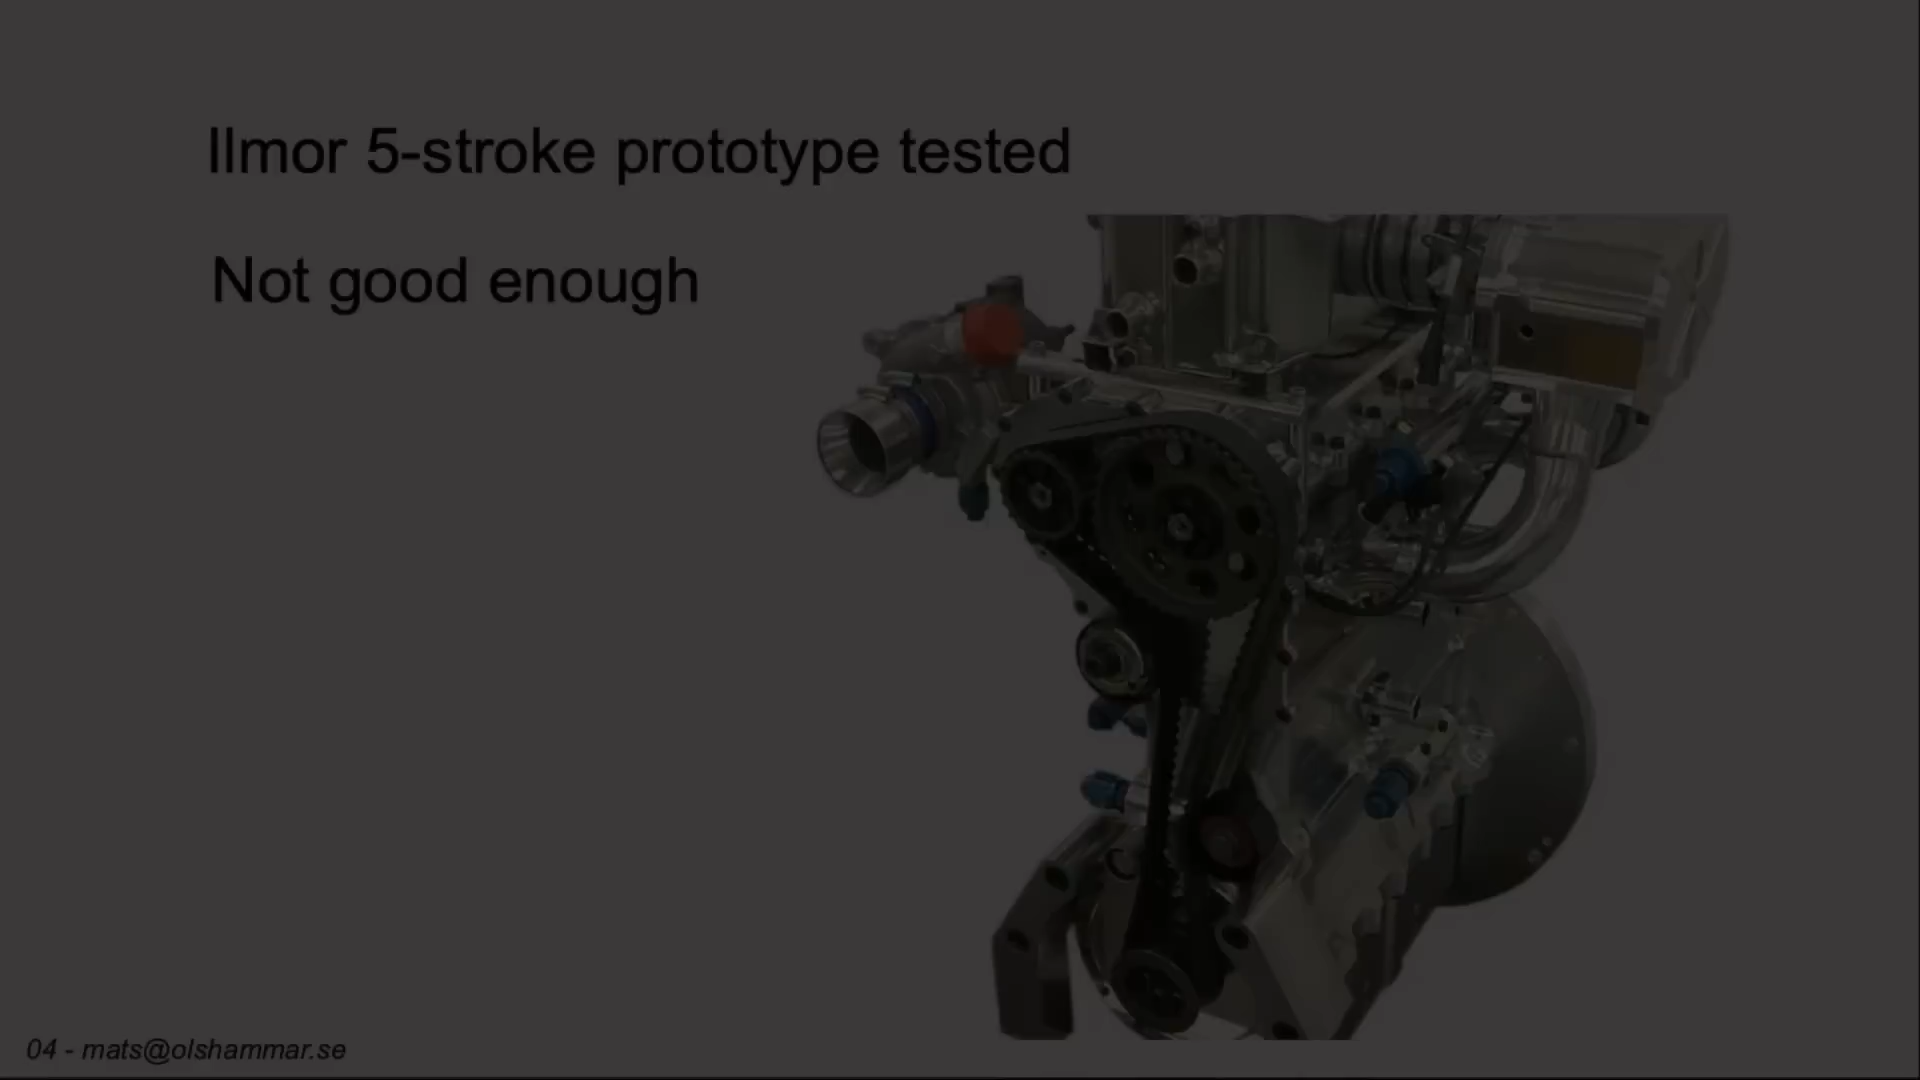 Ilmor 5-stroke prototype tested
Not good enough
04 - mats@olshammar.se